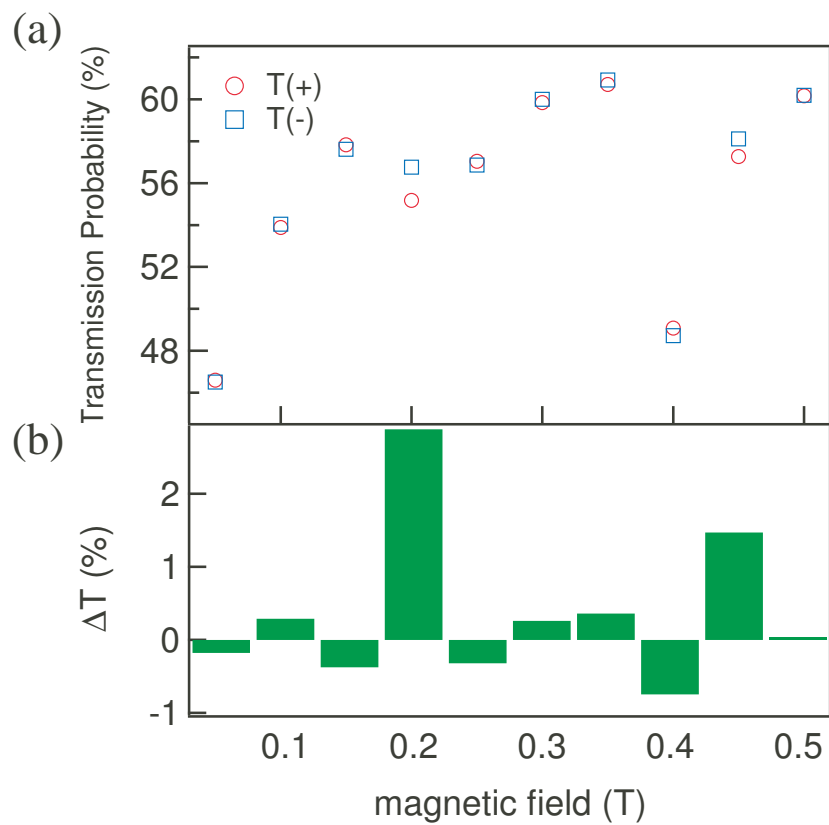 (a)
Transmission Probability (%)
60
56
52
48
T(+)
T(-)
(b)
ΔT (%)
2
1
0
-1
0.1 0.2 0.3 0.4 0.5
magnetic field (T)